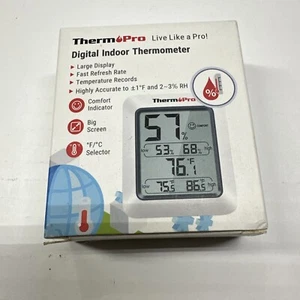 ThermoPro Live Like a Pro!
Digital Indoor Thermometer
▸ Large Display
▸ Fast Refresh Rate
▸ Temperature Records
▸ Highly Accurate to ±1°F and 2~3% RH
Comfort
Indicator
Big
Screen
°F/°C
Selector
%
ThermoPro
57%
53% 68%
76.1°F
75.5°F 86.5°F